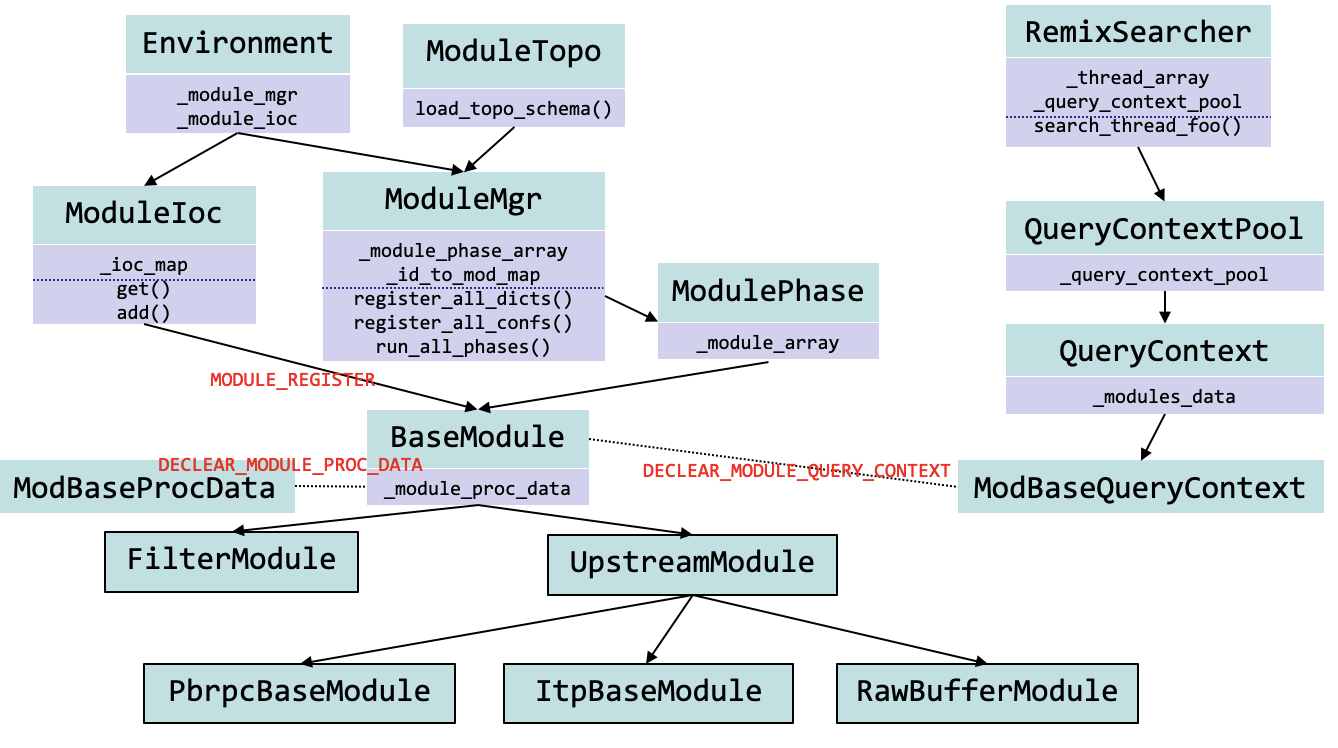 Environment
_module_mgr
_module_ioc
ModuleTopo
load_topo_schema()
RemixSearcher
_thread_array
_query_context_pool
search_thread_foo()
ModuleIoc
_ioc_map
get()
add()
ModuleMgr
_module_phase_array
_id_to_mod_map
register_all_dicts()
register_all_confs()
run_all_phases()
ModulePhase
_module_array
QueryContextPool
_query_context_pool
QueryContext
_modules_data
MODULE_REGISTER
BaseModule
_module_proc_data
DECLEAR_MODULE_PROC_DATA
ModBaseProcData
DECLEAR_MODULE_QUERY_CONTEXT
ModBaseQueryContext
FilterModule
UpstreamModule
PbrpcBaseModule
ItpBaseModule
RawBufferModule